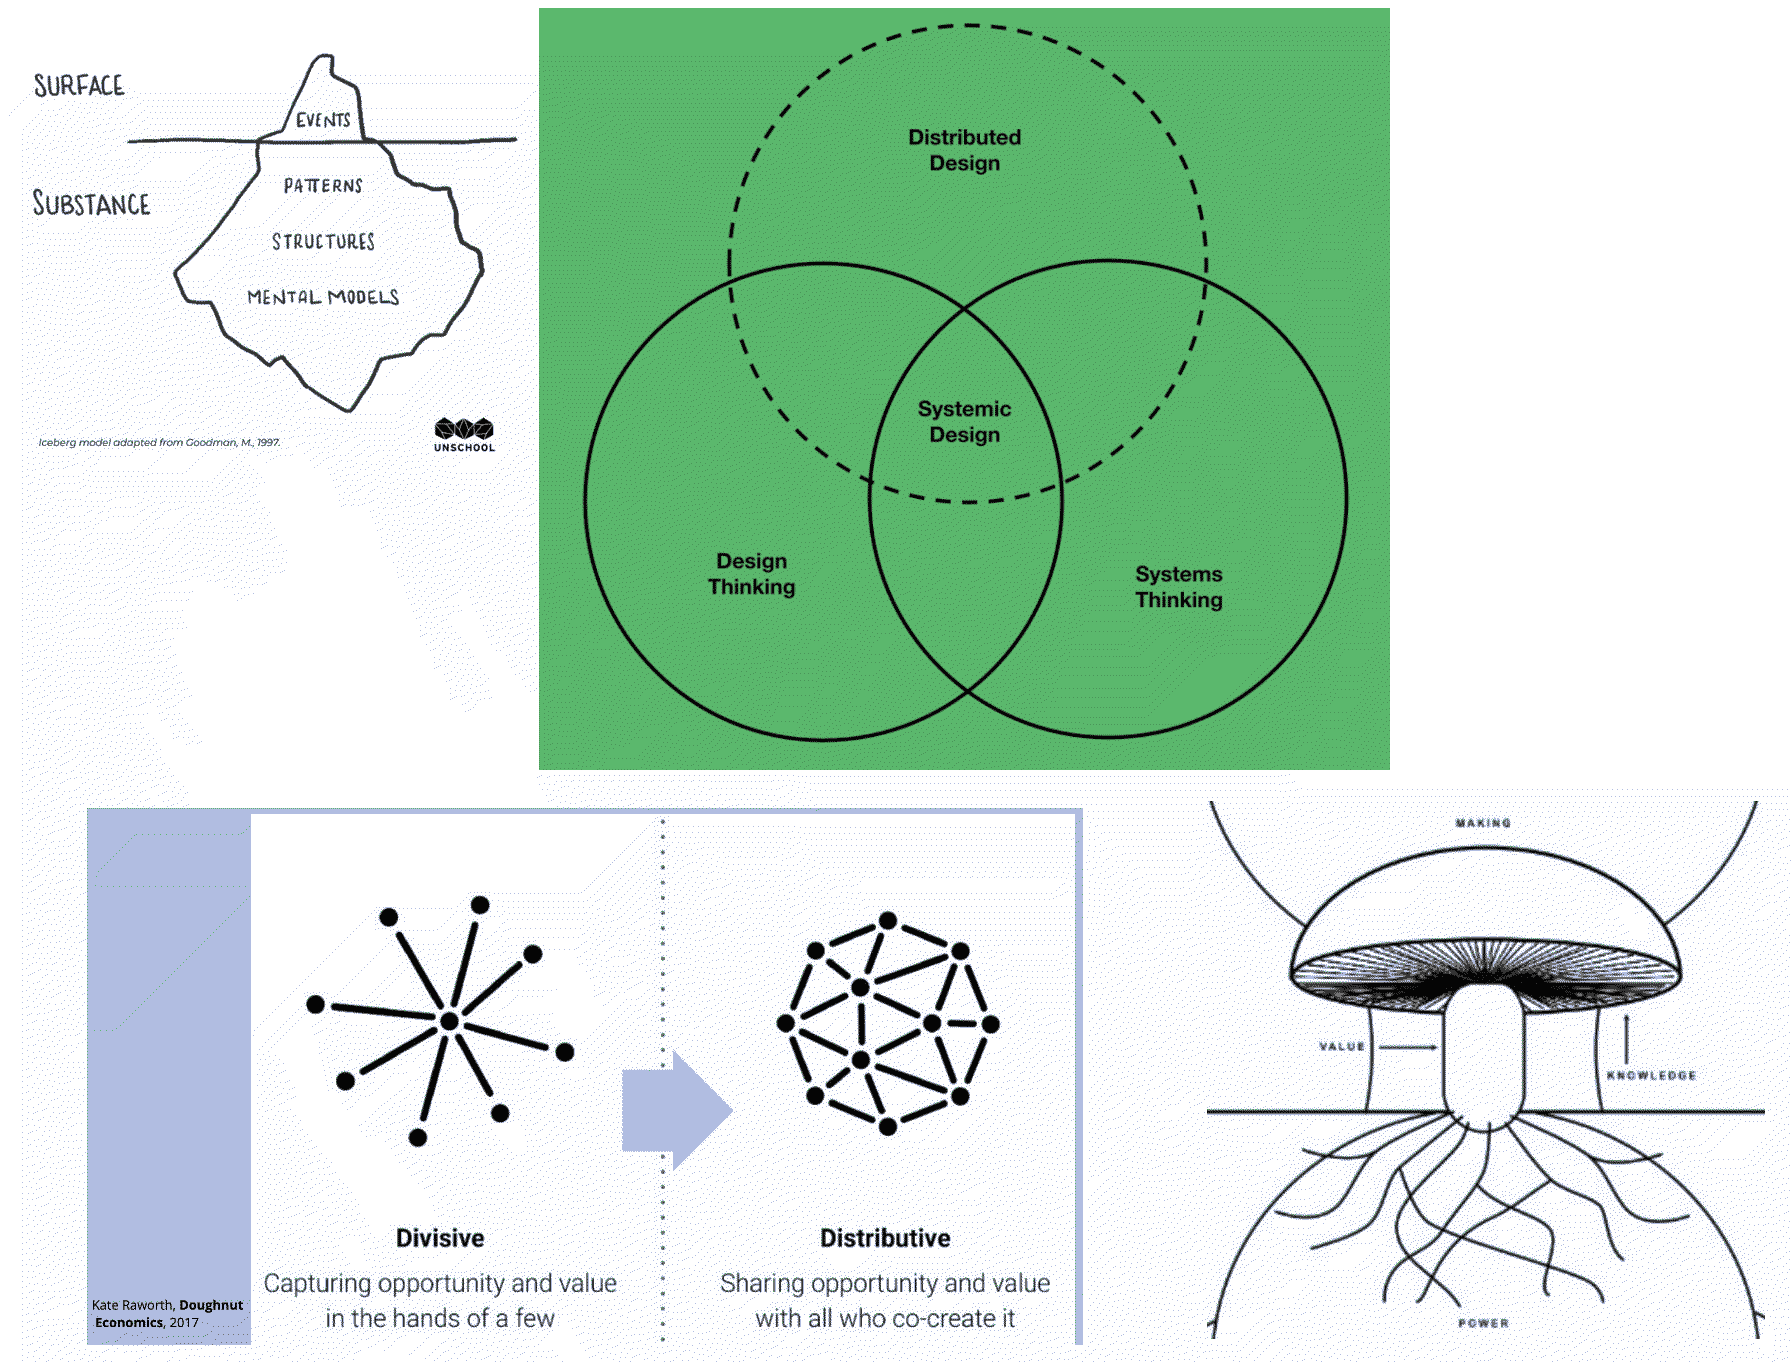 SURFACE
EVENTS
SUBSTANCE
PATTERNS
STRUCTURES
MENTAL MODELS
Iceberg model adapted from Goodman, M., 1997.
UNSCHOOL
Distributed
Design
Systemic
Design
Design
Thinking
Systems
Thinking
Divisive
Capturing opportunity and value
in the hands of a few
Distributive
Sharing opportunity and value
with all who co-create it
Kate Raworth, Doughnut
Economics, 2017
MAKING
VALUE
KNOWLEDGE
POWER